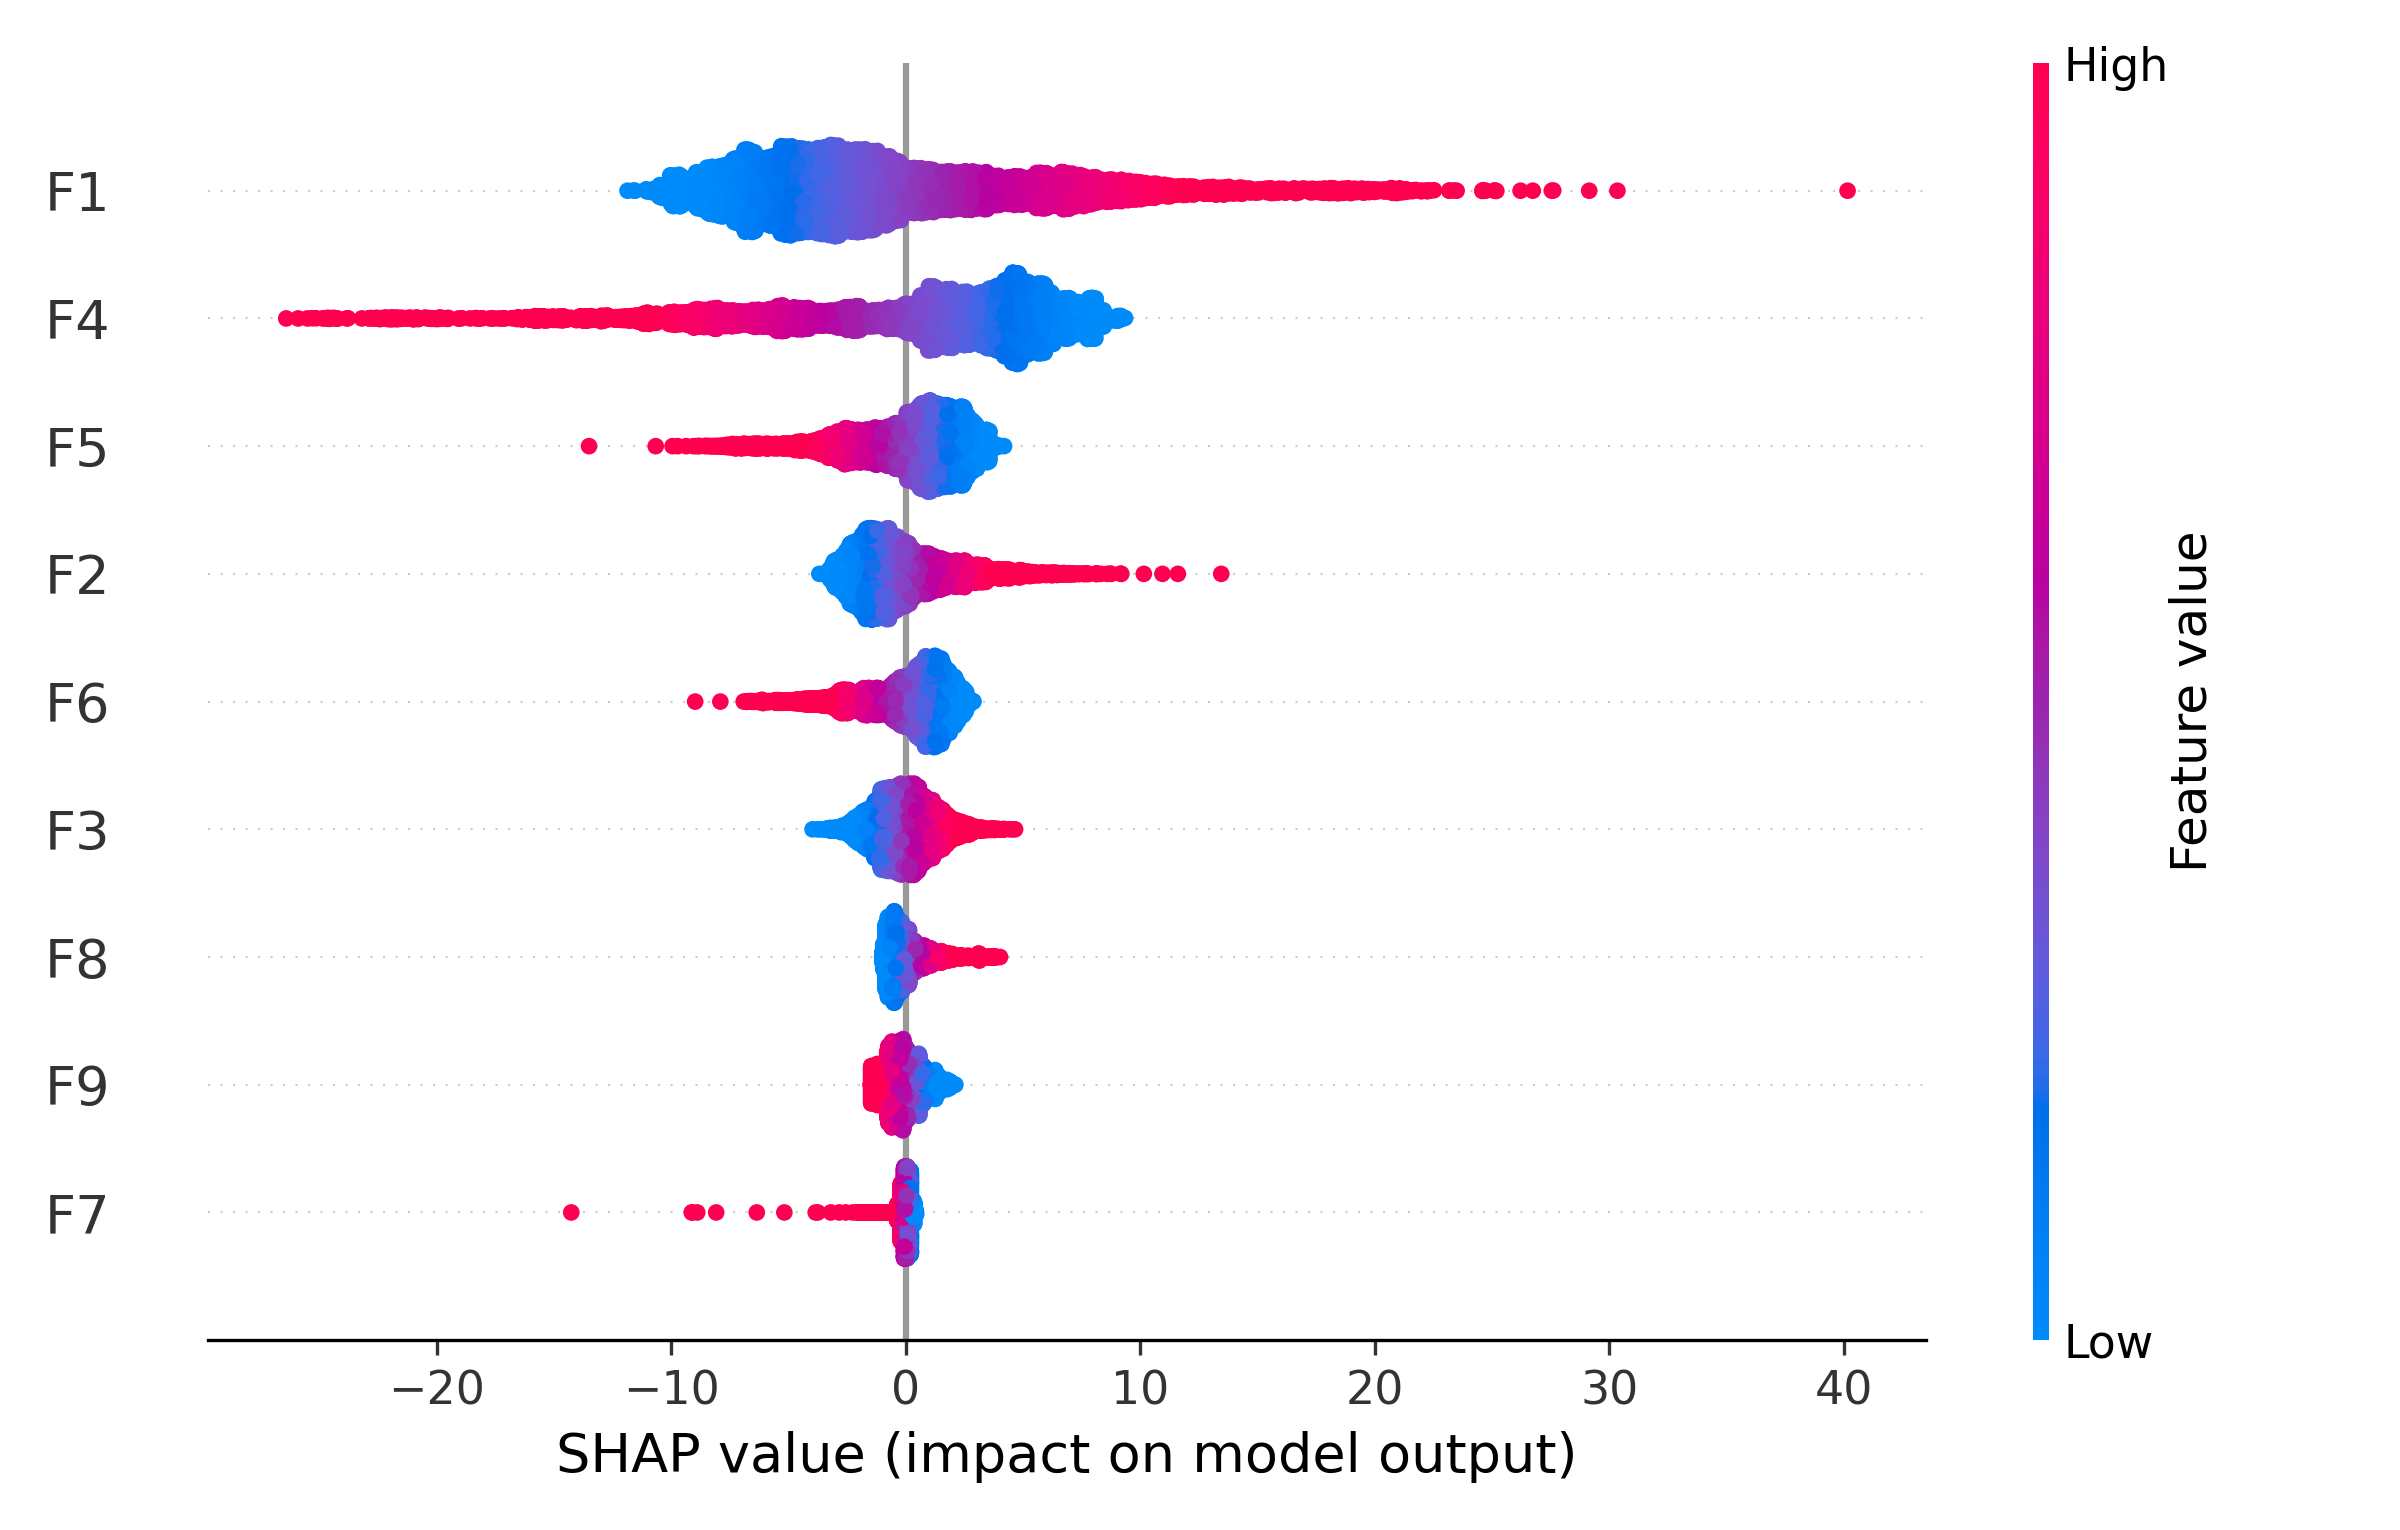 High
F1
F4
F5
F2
F6
F3
F8
F9
F7
Feature value
Low
−20 −10 0 10 20 30 40
SHAP value (impact on model output)